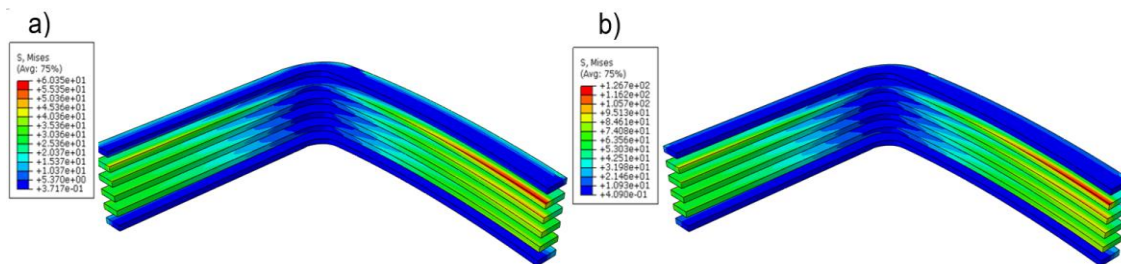 a)
S, Mises
(Avg: 75%)
+6.035e+01
+5.535e+01
+5.036e+01
+4.536e+01
+4.036e+01
+3.536e+01
+3.036e+01
+2.536e+01
+2.037e+01
+1.537e+01
+1.037e+01
+5.370e+00
+3.717e-01
b)
S, Mises
(Avg: 75%)
+1.267e+02
+1.162e+02
+1.057e+02
+9.513e+01
+8.461e+01
+7.408e+01
+6.356e+01
+5.303e+01
+4.251e+01
+3.198e+01
+2.146e+01
+1.093e+01
+4.090e-01